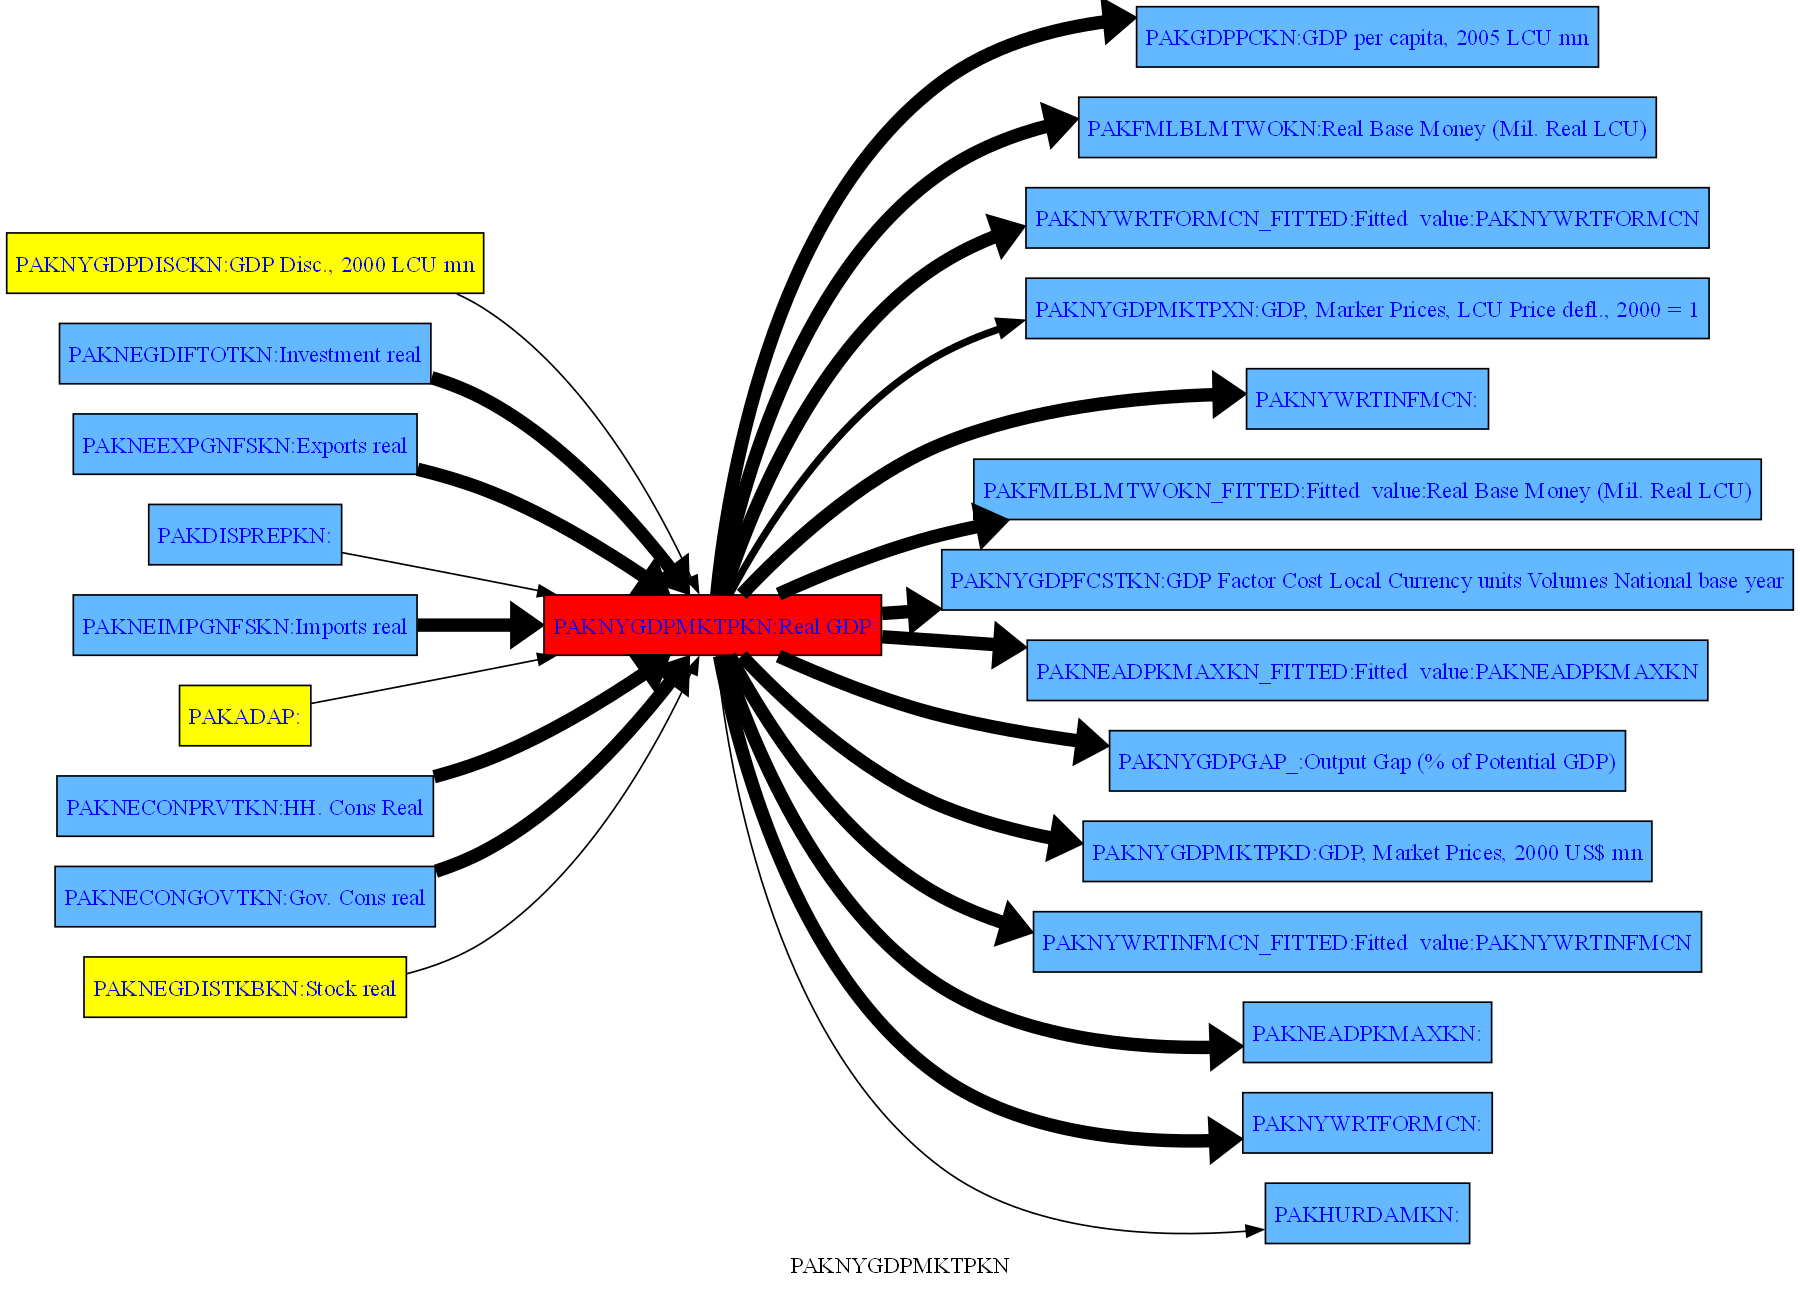 PAKNYGDPDISCKN:GDP Disc., 2000 LCU mn
PAKNEGDIFTOTKN:Investment real
PAKNEEXPGNFSKN:Exports real
PAKDISPREPKN:
PAKNEIMPGNFSKN:Imports real
PAKADAP:
PAKNECONPRVTKN:HH. Cons Real
PAKNECONGOVTKN:Gov. Cons real
PAKNEGDISTKBKN:Stock real
PAKNYGDPMKTPKN:Real GDP
PAKGDPPCKN:GDP per capita, 2005 LCU mn
PAKFMLBLMTWOKN:Real Base Money (Mil. Real LCU)
PAKNYWRTFORMCN_FITTED:Fitted  value:PAKNYWRTFORMCN
PAKNYGDPMKTPXN:GDP, Marker Prices, LCU Price defl., 2000 = 1
PAKNYWRTINFMCN:
PAKFMLBLMTWOKN_FITTED:Fitted  value:Real Base Money (Mil. Real LCU)
PAKNYGDPFCSTKN:GDP Factor Cost Local Currency units Volumes National base year
PAKNEADPKMAXKN_FITTED:Fitted  value:PAKNEADPKMAXKN
PAKNYGDPGAP_:Output Gap (% of Potential GDP)
PAKNYGDPMKTPKD:GDP, Market Prices, 2000 US$ mn
PAKNYWRTINFMCN_FITTED:Fitted  value:PAKNYWRTINFMCN
PAKNEADPKMAXKN:
PAKNYWRTFORMCN:
PAKHURDAMKN:
PAKNYGDPMKTPKN